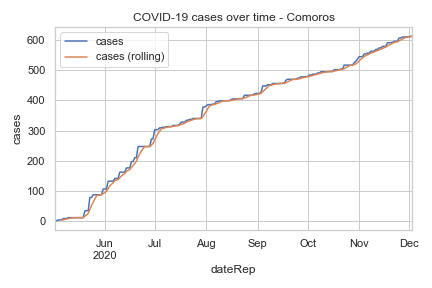 COVID-19 cases over time - Comoros
cases
cases (rolling)
600
500
400
300
200
100
0
cases
Jun
2020
Jul
Aug
Sep
Oct
Nov
Dec
dateRep